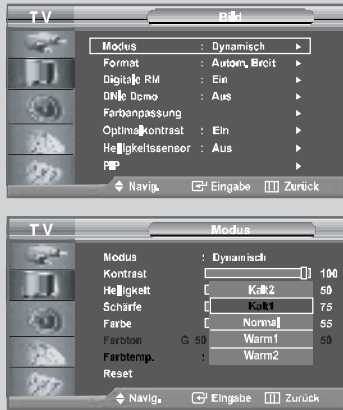 TV Bild
Modus : Dynamisch
Format : Autom. Breit
Digitale RM : Ein
DNIe Demo : Aus
Farbanpassung
Optimalkontrast : Ein
Helligkeitssensor : Aus
PIP
Navig. Eingabe Zurück
TV Modus
Modus : Dynamisch
Kontrast 100
Helligkeit Kalt2 50
Schärfe Kalt1 75
Farbe Normal 55
Farbton G 50 Warm1 50
Farbtemp. : Warm2
Reset
Navig. Eingabe Zurück